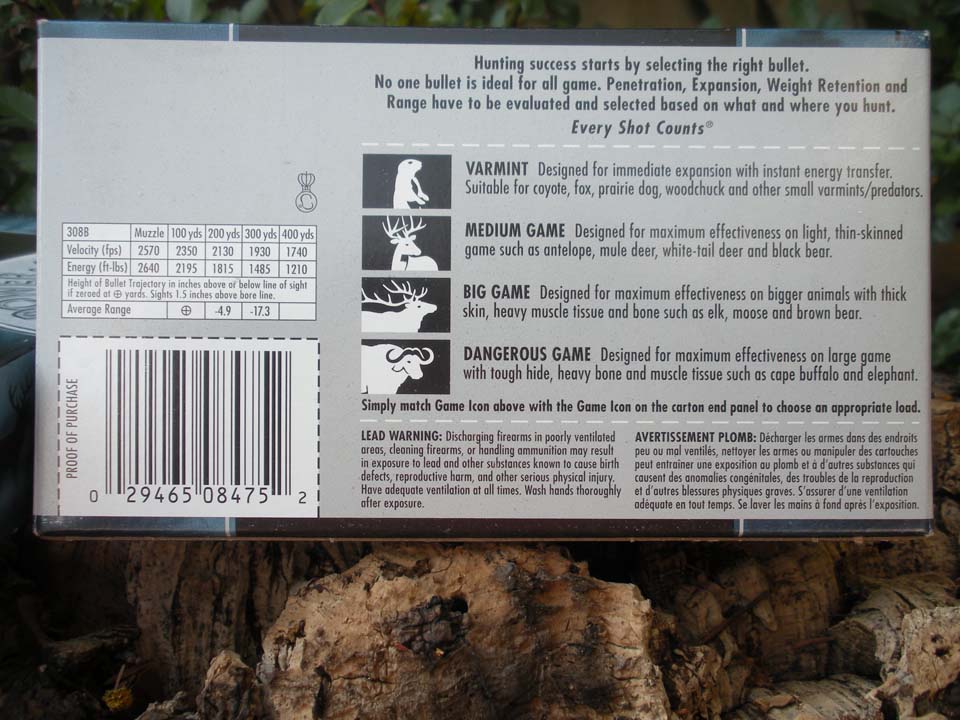 Hunting success starts by selecting the right bullet.
No one bullet is ideal for all game. Penetration, Expansion, Weight Retention and
Range have to be evaluated and selected based on what and where you hunt.
Every Shot Counts®
VARMINT Designed for immediate expansion with instant energy transfer.
Suitable for coyote, fox, prairie dog, woodchuck and other small varmints/predators.
MEDIUM GAME Designed for maximum effectiveness on light, thin-skinned
game such as antelope, mule deer, white-tail deer and black bear.
BIG GAME Designed for maximum effectiveness on bigger animals with thick
skin, heavy muscle tissue and bone such as elk, moose and brown bear.
DANGEROUS GAME Designed for maximum effectiveness on large game
with tough hide, heavy bone and muscle tissue such as cape buffalo and elephant.
Simply match Game Icon above with the Game Icon on the carton end panel to choose an appropriate load.
C
308B Muzzle 100 yds 200 yds 300 yds 400 yds
Velocity (fps) 2570 2350 2130 1930 1740
Energy (ft-lbs) 2640 2195 1815 1485 1210
Height of Bullet Trajectory in inches above or below line of sight
if zeroed at ⊕ yards. Sights 1.5 inches above bore line.
Average Range ⊕ -4.9 -17.3
PROOF OF PURCHASE
0 29465 08475 2
LEAD WARNING: Discharging firearms in poorly ventilated
areas, cleaning firearms, or handling ammunition may result
in exposure to lead and other substances known to cause birth
defects, reproductive harm, and other serious physical injury.
Have adequate ventilation at all times. Wash hands thoroughly
after exposure.
AVERTISSEMENT PLOMB: Décharger les armes dans des endroits
peu ou mal ventilés, nettoyer les armes ou manipuler des cartouches
peut entraîner une exposition au plomb et à d'autres substances qui
causent des anomalies congénitales, des troubles de la reproduction
et d'autres blessures physiques graves. S'assurer d'une ventilation
adéquate en tout temps. Se laver les mains à fond après l'exposition.